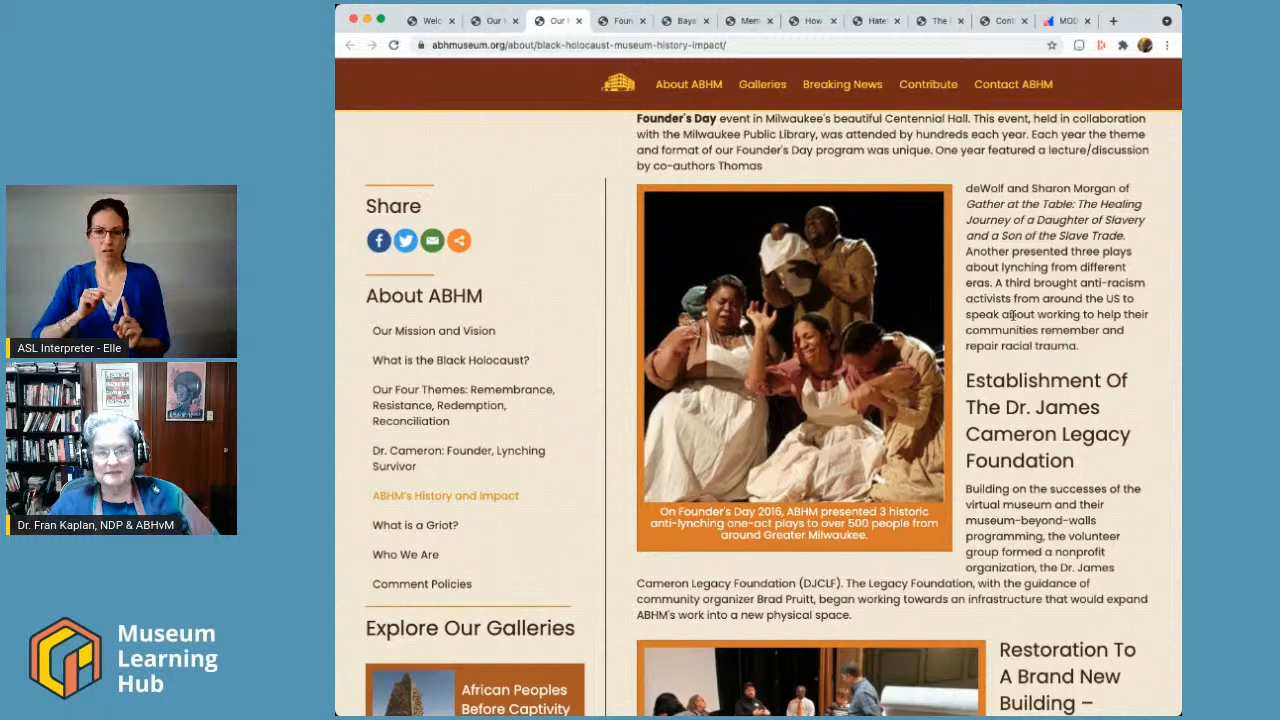 Welc
Our
Our
Foun
Baye
Mem
How
Hate
The
Cont
MOD
abhmuseum.org/about/black-holocaust-museum-history-impact/
About ABHM
Galleries
Breaking News
Contribute
Contact ABHM
Founder's Day event in Milwaukee's beautiful Centennial Hall. This event, held in collaboration
with the Milwaukee Public Library, was attended by hundreds each year. Each year the theme
and format of our Founder's Day program was unique. One year featured a lecture/discussion
by co-authors Thomas
deWolf and Sharon Morgan of
Gather at the Table: The Healing
Journey of a Daughter of Slavery
and a Son of the Slave Trade.
Another presented three plays
about lynching from different
eras. A third brought anti-racism
activists from around the US to
speak about working to help their
communities remember and
repair racial trauma.
On Founder's Day 2016, ABHM presented 3 historic
anti-lynching one-act plays to over 500 people from
around Greater Milwaukee.
Establishment Of
The Dr. James
Cameron Legacy
Foundation
Building on the successes of the
virtual museum and their
museum-beyond-walls
programming, the volunteer
group formed a nonprofit
organization, the Dr. James
Cameron Legacy Foundation (DJCLF). The Legacy Foundation, with the guidance of
community organizer Brad Pruitt, began working towards an infrastructure that would expand
ABHM's work into a new physical space.
Restoration To
A Brand New
Building –
Share
About ABHM
Our Mission and Vision
What is the Black Holocaust?
Our Four Themes: Remembrance,
Resistance, Redemption,
Reconciliation
Dr. Cameron: Founder, Lynching
Survivor
ABHM's History and Impact
What is a Griot?
Who We Are
Comment Policies
Explore Our Galleries
African Peoples
Before Captivity
ASL Interpreter - Elle
Dr. Fran Kaplan, NDP & ABHvM
Museum
Learning
Hub